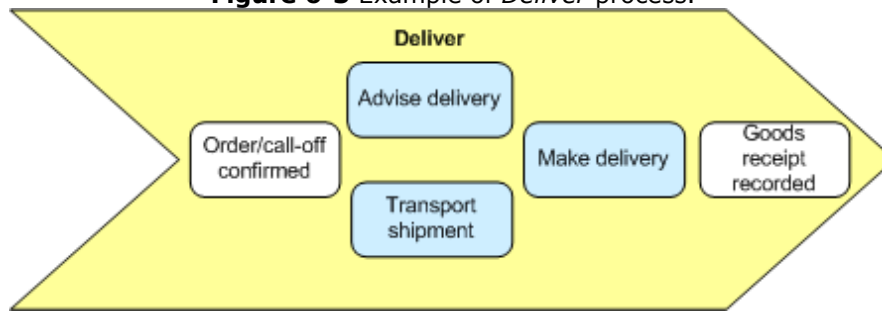 Figure 6-3 Example of Deliver process.
Deliver
Advise delivery
Order/call-off
confirmed
Make delivery
Goods
receipt
recorded
Transport
shipment